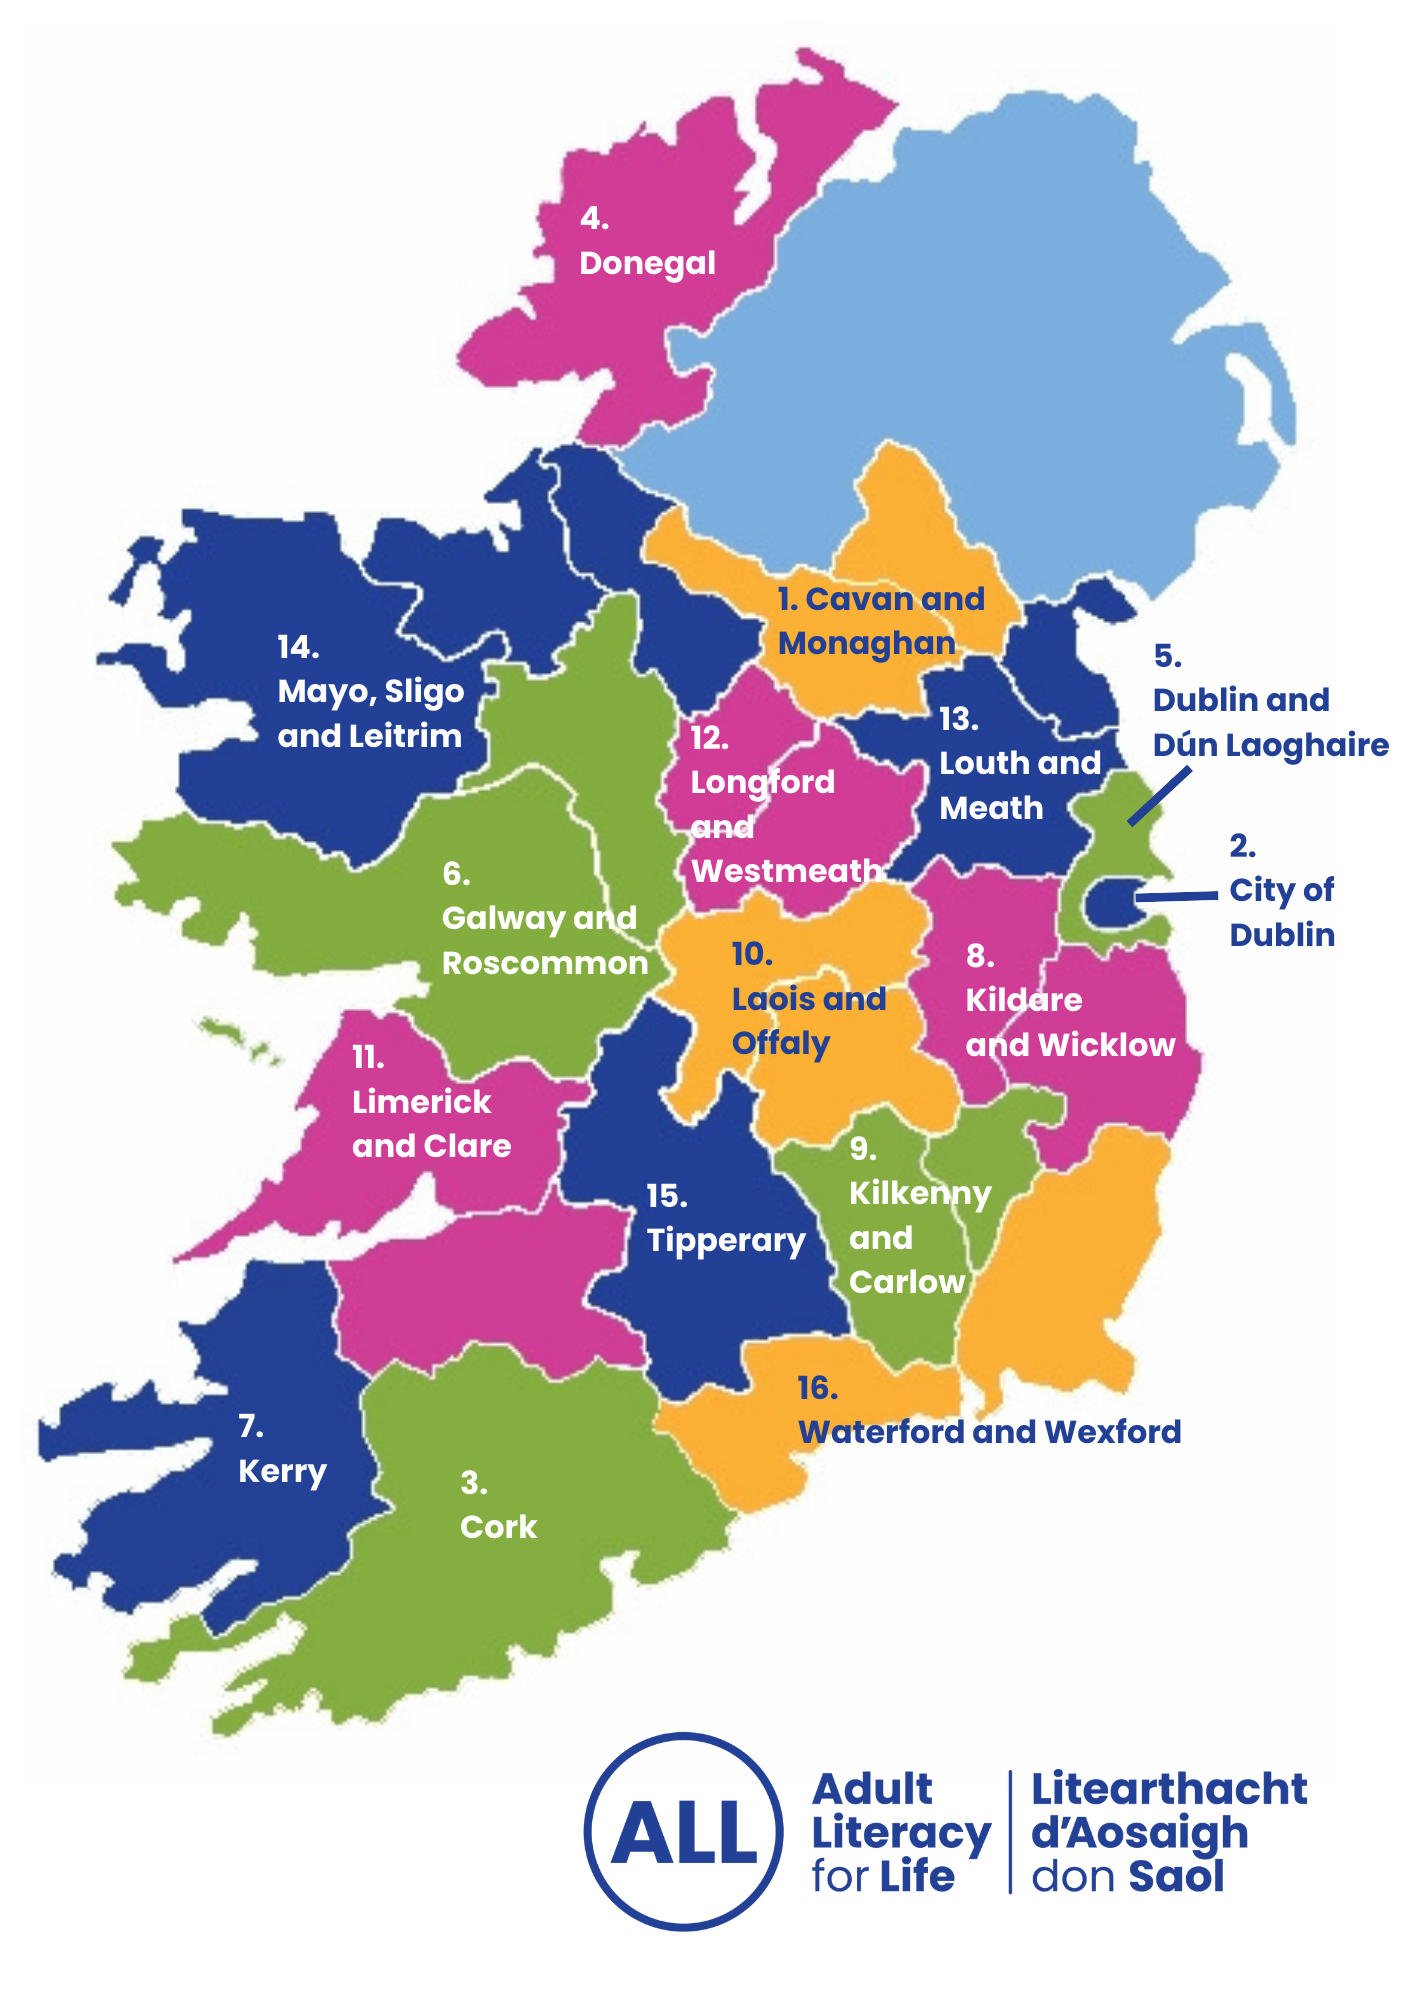 4.
Donegal
1. Cavan and
Monaghan
14.
Mayo, Sligo
and Leitrim
5.
Dublin and
Dún Laoghaire
13.
Louth and
Meath
12.
Longford
and
Westmeath
2.
City of
Dublin
6.
Galway and
Roscommon
10.
Laois and
Offaly
8.
Kildare
and Wicklow
11.
Limerick
and Clare
9.
Kilkenny
and
Carlow
15.
Tipperary
16.
Waterford and Wexford
7.
Kerry
3.
Cork
ALL
Adult
Literacy
for Life
Litearthacht
d'Aosaigh
don Saol